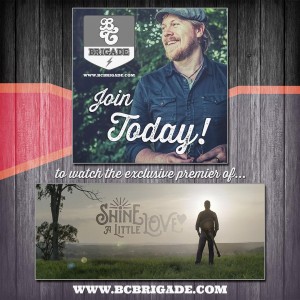 BC
BRIGADE
WWW.BCBRIGADE.COM
Join
Today!
to watch the exclusive premier of...
SHINE
A LITTLE
LOVE
WWW.BCBRIGADE.COM